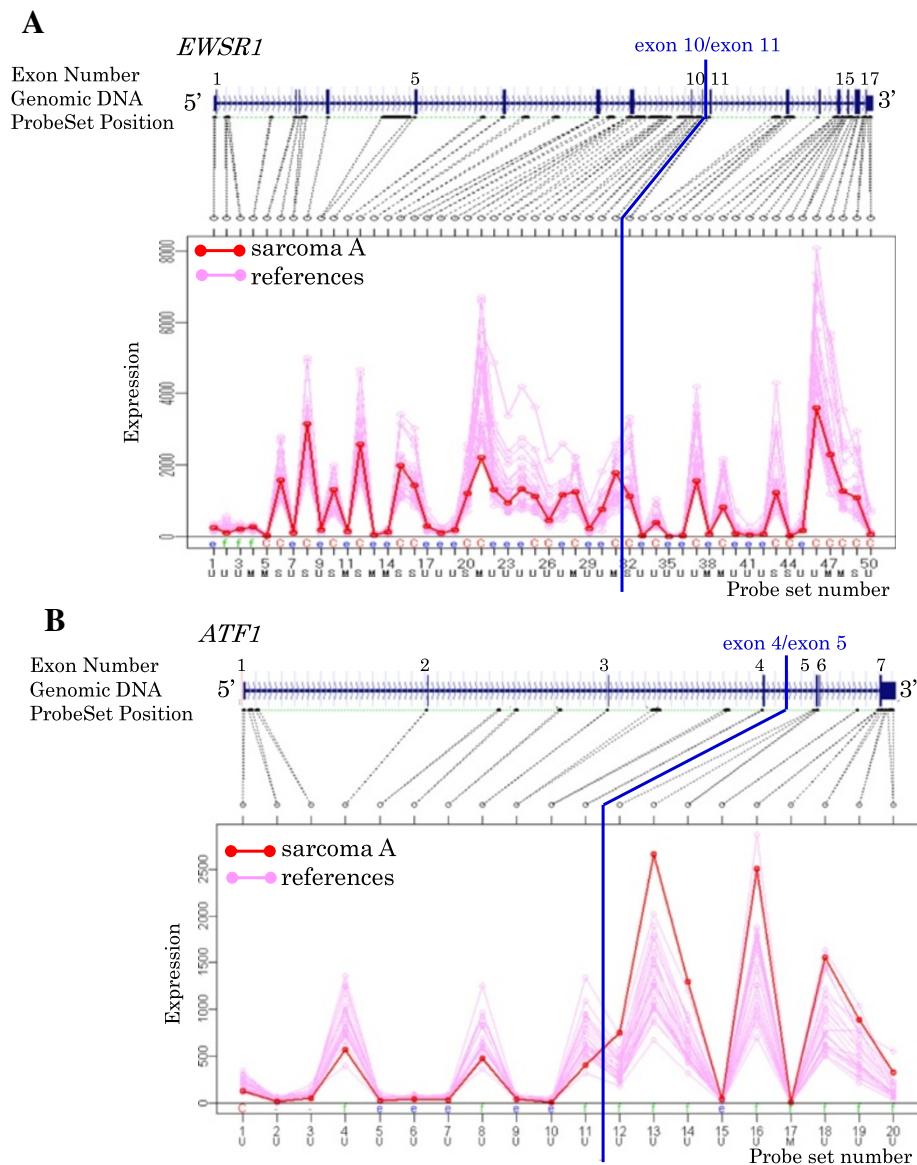 A
EWSR1
exon 10/exon 11
Exon Number 1 5 10 11 15 17
Genomic DNA 5’ 3’
ProbeSet Position
sarcoma A
references
Expression
8000
6000
4000
2000
0
e f f f C C e C e C e C C C e e e C C e e e C C e C e e C C e C e C e C e e e C e C C C C C
1 3 5 7 9 11 14 17 20 23 26 29 32 35 38 41 44 47 50
Probe set number
B
ATF1
exon 4/exon 5
Exon Number 1 2 3 4 5 6 7
Genomic DNA 5’ 3’
ProbeSet Position
sarcoma A
references
Expression
2500
2000
1500
1000
500
0
C - - f e e e f e e f f f f e f f f f f
1 2 3 4 5 6 7 8 9 10 11 12 13 14 15 16 17 18 19 20
U U U U U U U U U U U U U U U U M U U U
Probe set number